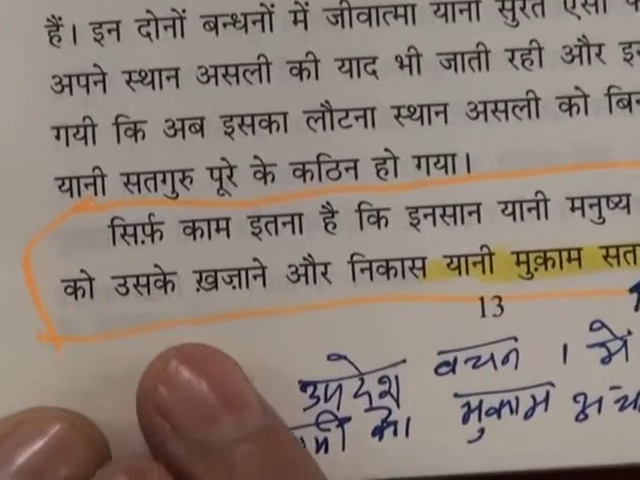 हैं। इन दोनों बन्धनों में जीवात्मा यानी सुरत ऐसी
अपने स्थान असली की याद भी जाती रही और
गयी कि अब इसका लौटना स्थान असली को
यानी सतगुरु पूरे के कठिन हो गया।
सिर्फ़ काम इतना है कि इनसान यानी मनुष्य
को उसके ख़ज़ाने और निकास यानी मुक़ाम सत
13
उपदेश वचन । में
मुकाम